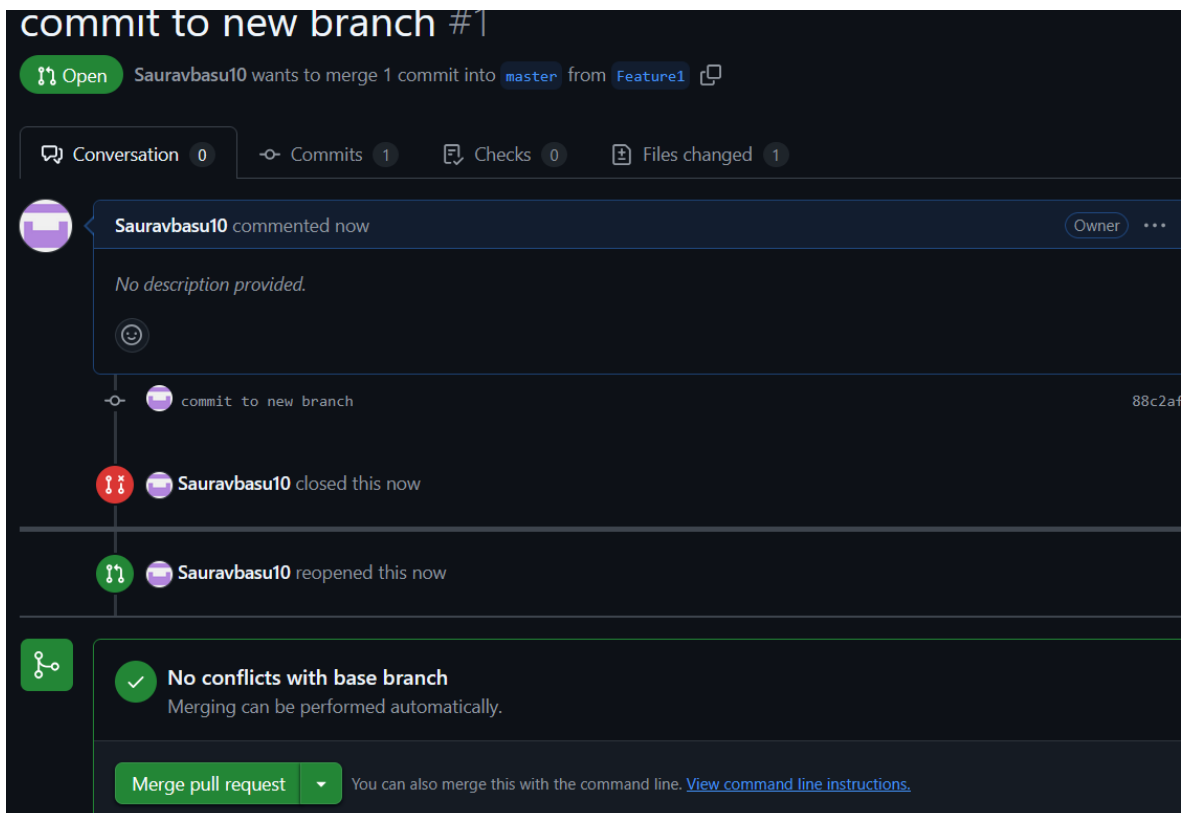 commit to new branch #1
Open Sauravbasu10 wants to merge 1 commit into master from Feature1
Conversation 0 Commits 1 Checks 0 Files changed 1
Sauravbasu10 commented now Owner
No description provided.
commit to new branch 88c2af
Sauravbasu10 closed this now
Sauravbasu10 reopened this now
No conflicts with base branch
Merging can be performed automatically.
Merge pull request You can also merge this with the command line. View command line instructions.